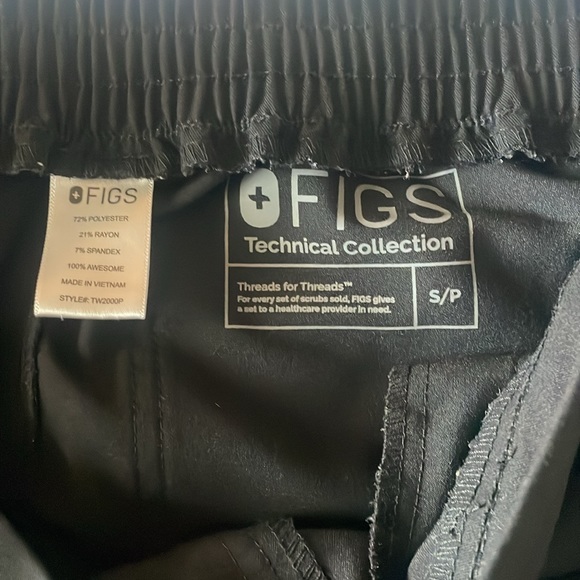 FIGS
72% POLYESTER
21% RAYON
7% SPANDEX
100% AWESOME
MADE IN VIETNAM
STYLE#: TW2000P
FIGS
Technical Collection
Threads for Threads™
For every set of scrubs sold, FIGS gives
a set to a healthcare provider in need.
S/P